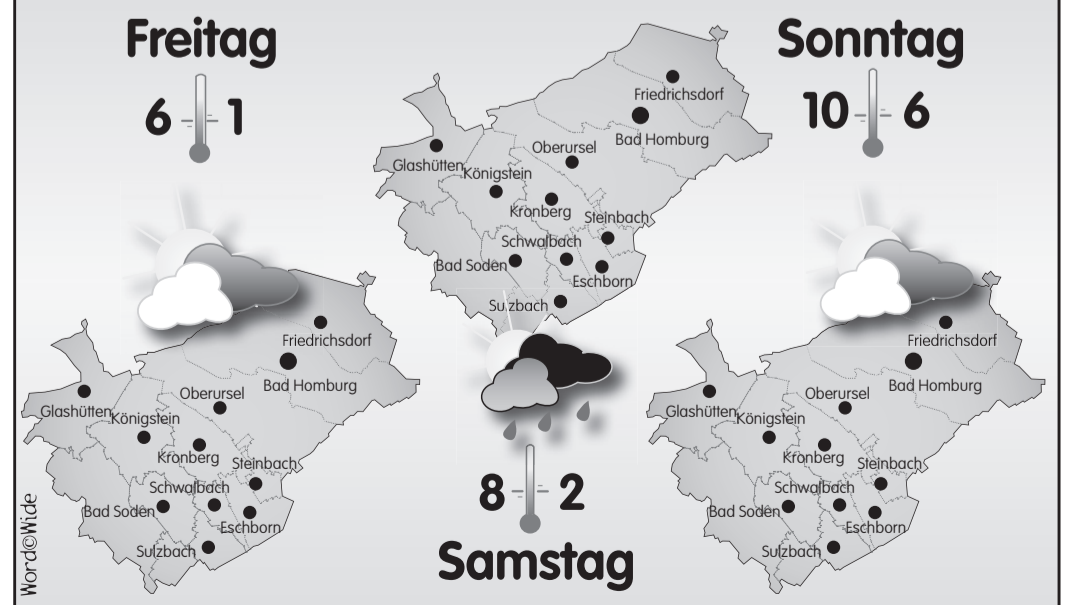 Freitag
6 1
Sonntag
10 6
Friedrichsdorf
Bad Homburg
Oberursel
Glashütten
Königstein
Kronberg
Steinbach
Schwalbach
Bad Soden
Eschborn
Sulzbach
Friedrichsdorf
Bad Homburg
Oberursel
Glashütten
Königstein
Kronberg
Steinbach
Schwalbach
Bad Soden
Eschborn
Sulzbach
8 2
Samstag
Friedrichsdorf
Bad Homburg
Oberursel
Glashütten
Königstein
Kronberg
Steinbach
Schwalbach
Bad Soden
Eschborn
Sulzbach
Word©Wide